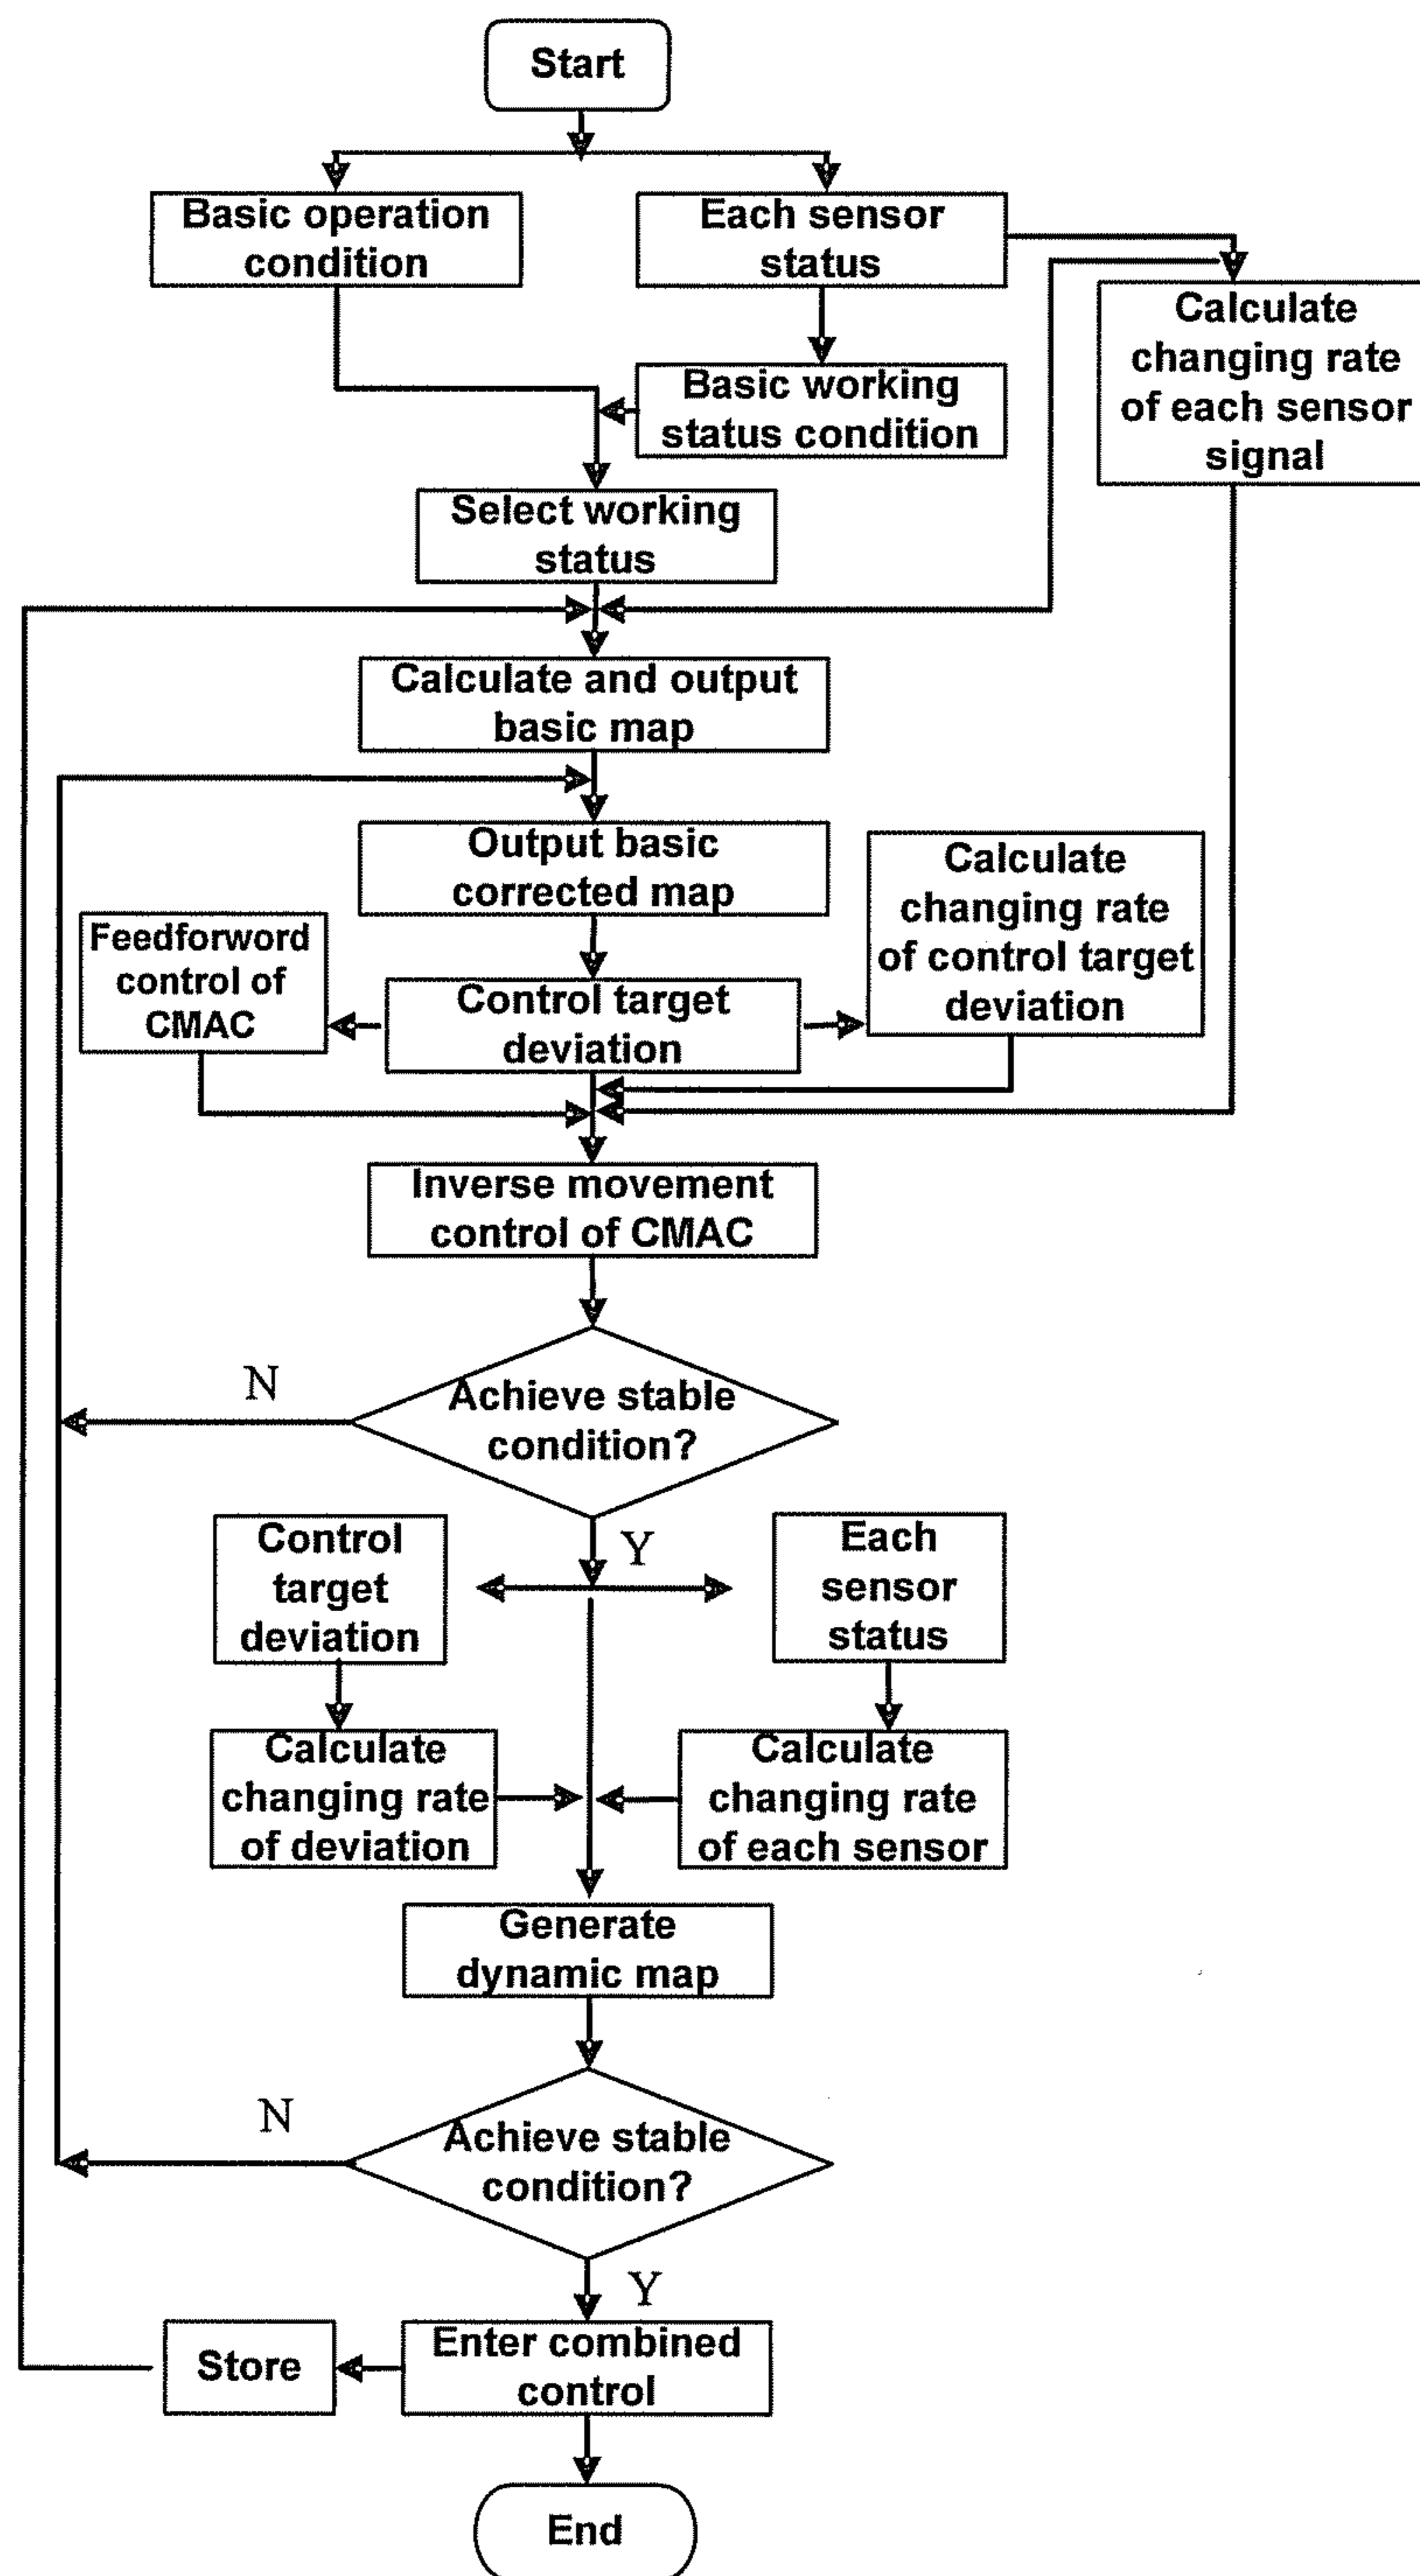 Start
Basic operation
condition
Each sensor
status
Calculate
changing rate
of each sensor
signal
Basic working
status condition
Select working
status
Calculate and output
basic map
Output basic
corrected map
Calculate
changing rate
of control target
deviation
Feedforword
control of
CMAC
Control target
deviation
Inverse movement
control of CMAC
Achieve stable
condition?
N
Y
Control
target
deviation
Each
sensor
status
Calculate
changing rate
of deviation
Calculate
changing rate
of each sensor
Generate
dynamic map
Achieve stable
condition?
N
Y
Store
Enter combined
control
End